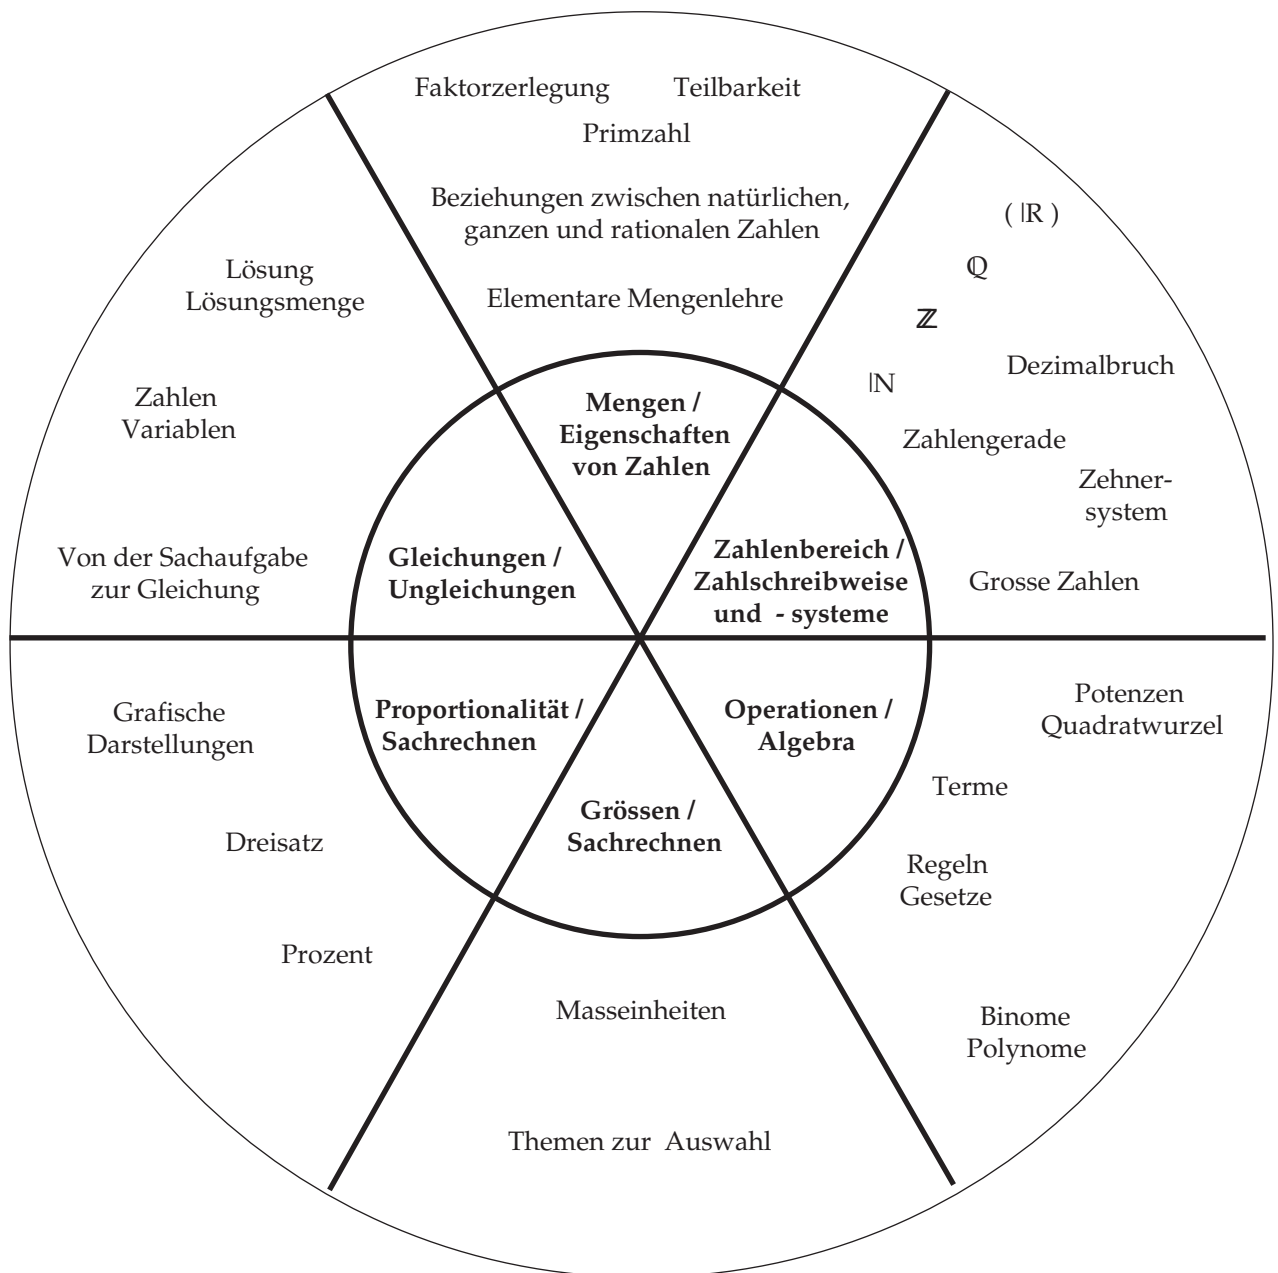 Faktorzerlegung Teilbarkeit
Primzahl
Beziehungen zwischen natürlichen,
ganzen und rationalen Zahlen
Elementare Mengenlehre
Mengen /
Eigenschaften
von Zahlen
( |R )
ℚ
ℤ
|N
Dezimalbruch
Zahlengerade
Zehner-
system
Grosse Zahlen
Zahlenbereich /
Zahlschreibweise
und - systeme
Potenzen
Quadratwurzel
Terme
Regeln
Gesetze
Binome
Polynome
Operationen /
Algebra
Grössen /
Sachrechnen
Masseinheiten
Themen zur Auswahl
Proportionalität /
Sachrechnen
Grafische
Darstellungen
Dreisatz
Prozent
Gleichungen /
Ungleichungen
Lösung
Lösungsmenge
Zahlen
Variablen
Von der Sachaufgabe
zur Gleichung